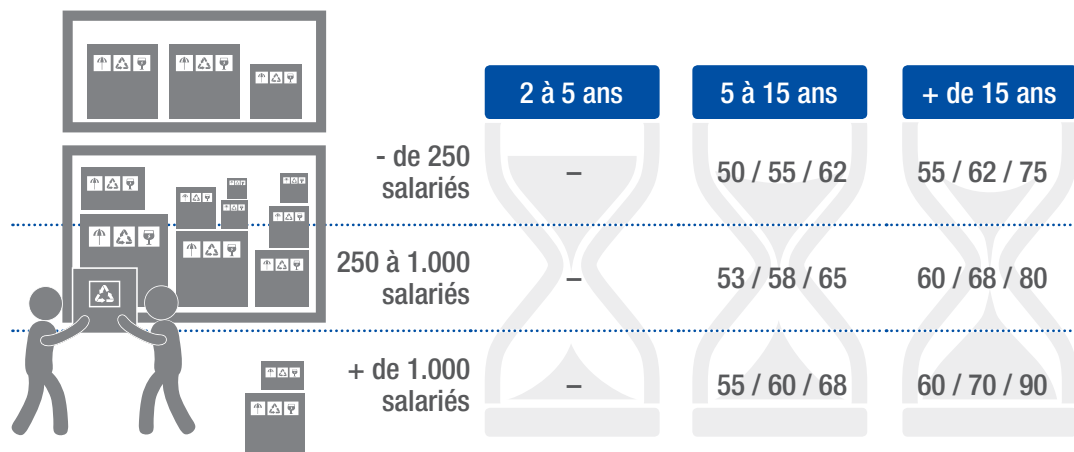 2 à 5 ans
5 à 15 ans
+ de 15 ans
- de 250
salariés
–
50 / 55 / 62
55 / 62 / 75
250 à 1.000
salariés
–
53 / 58 / 65
60 / 68 / 80
+ de 1.000
salariés
–
55 / 60 / 68
60 / 70 / 90